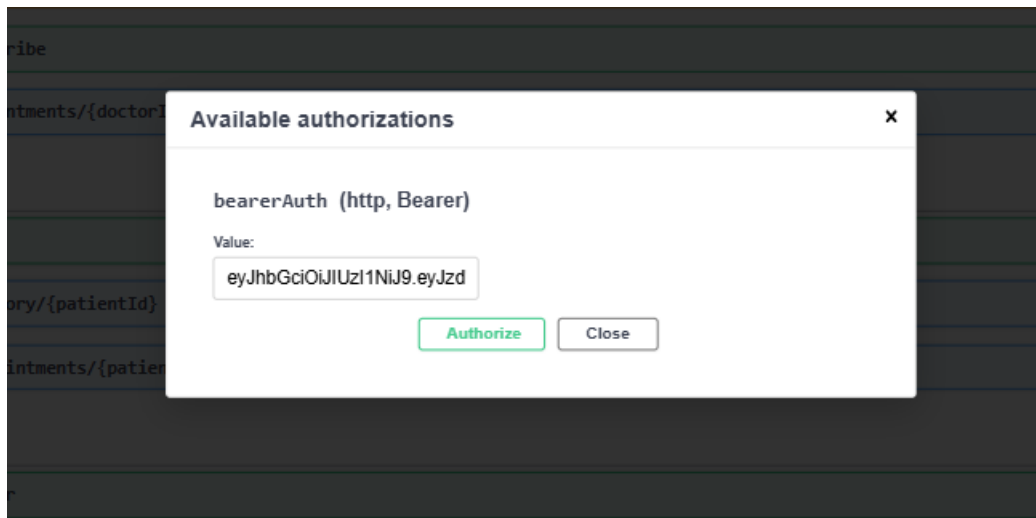 ribe
ntments/{doctorI
Available authorizations
x
bearerAuth (http, Bearer)
Value:
eyJhbGciOiJIUzI1NiJ9.eyJzd
ory/{patientId}
Authorize
Close
intments/{patien
r